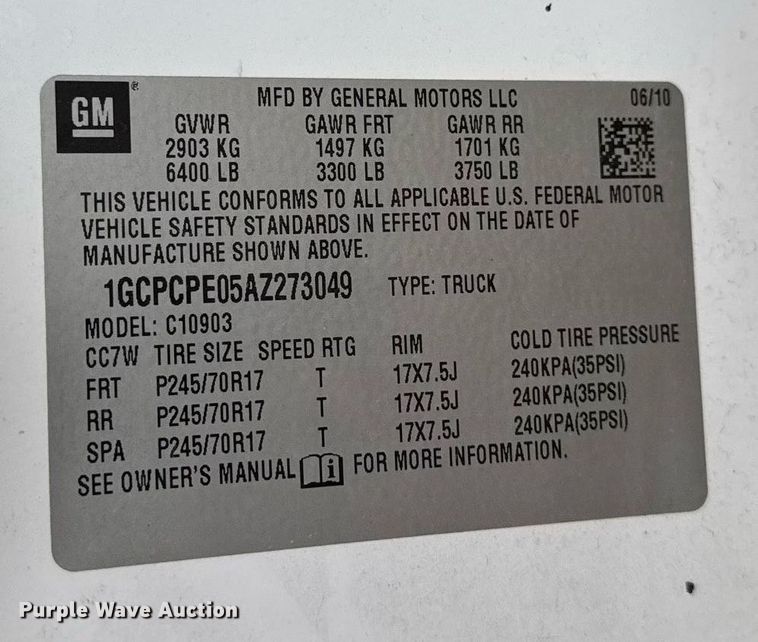 GM ®
MFD BY GENERAL MOTORS LLC 06/10
GVWR GAWR FRT GAWR RR
2903 KG 1497 KG 1701 KG
6400 LB 3300 LB 3750 LB
THIS VEHICLE CONFORMS TO ALL APPLICABLE U.S. FEDERAL MOTOR
VEHICLE SAFETY STANDARDS IN EFFECT ON THE DATE OF
MANUFACTURE SHOWN ABOVE.
1GCPCPE05AZ273049 TYPE: TRUCK
MODEL: C10903
CC7W TIRE SIZE SPEED RTG RIM COLD TIRE PRESSURE
FRT P245/70R17 T 17X7.5J 240KPA(35PSI)
RR P245/70R17 T 17X7.5J 240KPA(35PSI)
SPA P245/70R17 T 17X7.5J 240KPA(35PSI)
SEE OWNER'S MANUAL i FOR MORE INFORMATION.
Purple Wave Auction